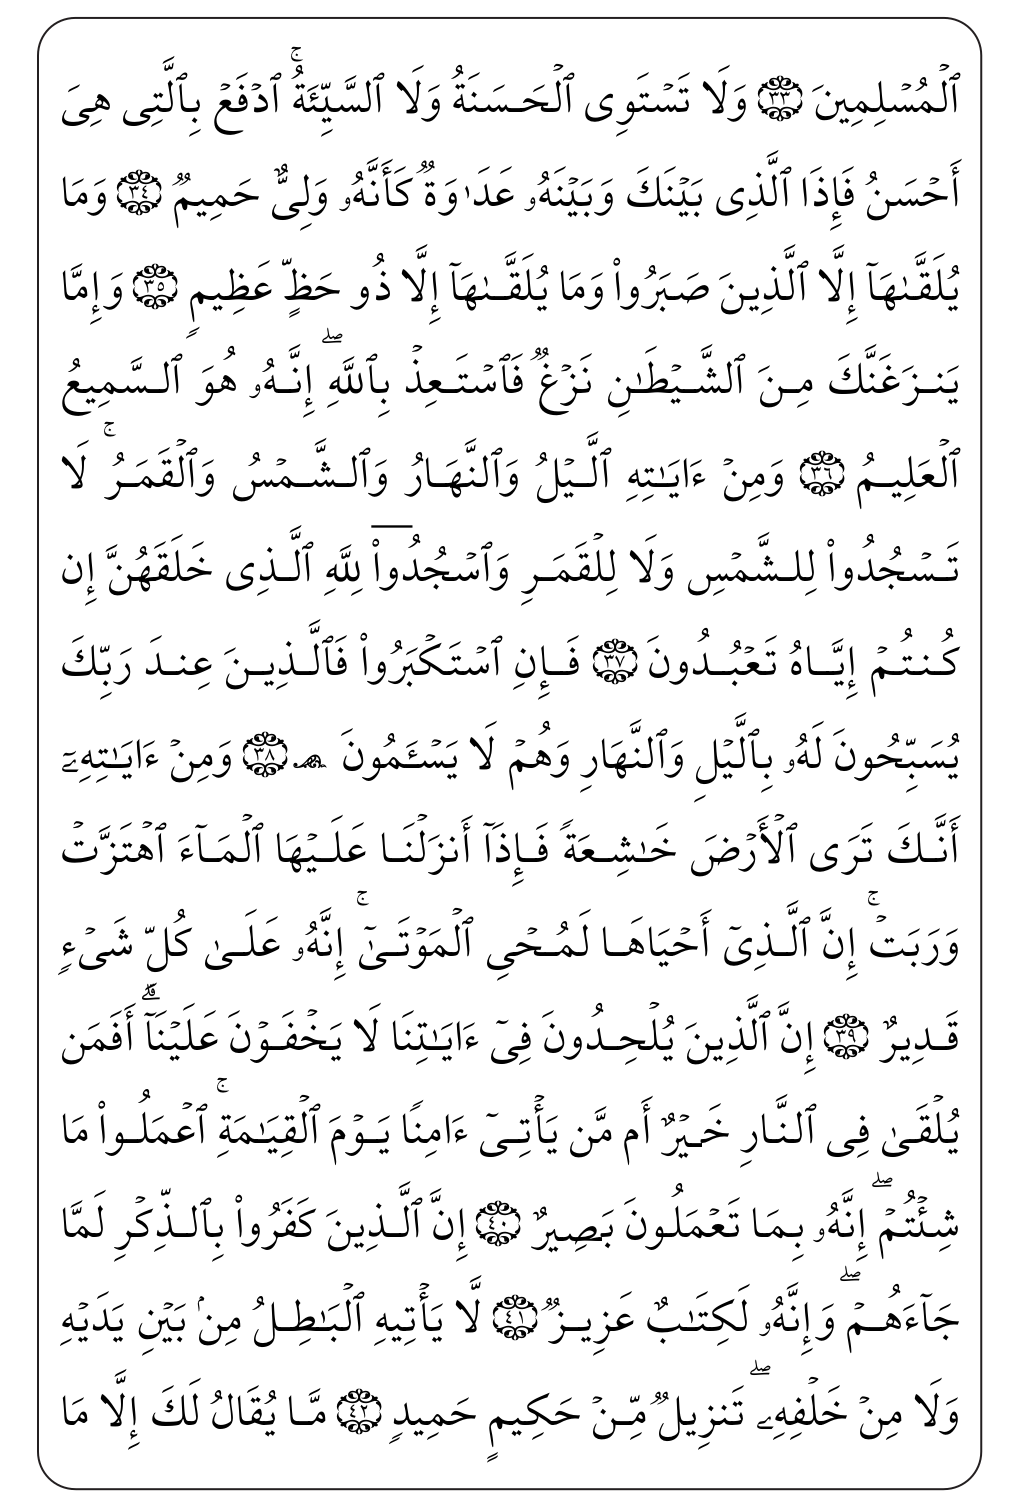 ٱلۡمُسۡلِمِينَ ٣٣ وَلَا تَسۡتَوِى ٱلۡحَسَنَةُ وَلَا ٱلسَّيِّئَةُۚ ٱدۡفَعۡ بِٱلَّتِى هِىَ
أَحۡسَنُ فَإِذَا ٱلَّذِى بَيۡنَكَ وَبَيۡنَهُۥ عَدَٰوَةٌ كَأَنَّهُۥ وَلِىٌّ حَمِيمٌ ٣٤ وَمَا
يُلَقَّىٰهَآ إِلَّا ٱلَّذِينَ صَبَرُواْ وَمَا يُلَقَّىٰهَآ إِلَّا ذُو حَظٍّ عَظِيمٍ ٣٥ وَإِمَّا
يَنزَغَنَّكَ مِنَ ٱلشَّيۡطَٰنِ نَزۡغٌ فَٱسۡتَعِذۡ بِٱللَّهِۖ إِنَّهُۥ هُوَ ٱلسَّمِيعُ
ٱلۡعَلِيمُ ٣٦ وَمِنۡ ءَايَٰتِهِ ٱلَّيۡلُ وَٱلنَّهَارُ وَٱلشَّمۡسُ وَٱلۡقَمَرُۚ لَا
تَسۡجُدُواْ لِلشَّمۡسِ وَلَا لِلۡقَمَرِ وَٱسۡجُدُواْ لِلَّهِ ٱلَّذِى خَلَقَهُنَّ إِن
كُنتُمۡ إِيَّاهُ تَعۡبُدُونَ ٣٧ فَإِنِ ٱسۡتَكۡبَرُواْ فَٱلَّذِينَ عِندَ رَبِّكَ
يُسَبِّحُونَ لَهُۥ بِٱلَّيۡلِ وَٱلنَّهَارِ وَهُمۡ لَا يَسۡـَٔمُونَ ۩ ٣٨ وَمِنۡ ءَايَٰتِهِۦٓ
أَنَّكَ تَرَى ٱلۡأَرۡضَ خَٰشِعَةً فَإِذَآ أَنزَلۡنَا عَلَيۡهَا ٱلۡمَآءَ ٱهۡتَزَّتۡ
وَرَبَتۡۚ إِنَّ ٱلَّذِىٓ أَحۡيَاهَا لَمُحۡىِ ٱلۡمَوۡتَىٰٓۚ إِنَّهُۥ عَلَىٰ كُلِّ شَىۡءٍ
قَدِيرٌ ٣٩ إِنَّ ٱلَّذِينَ يُلۡحِدُونَ فِىٓ ءَايَٰتِنَا لَا يَخۡفَوۡنَ عَلَيۡنَآۗ أَفَمَن
يُلۡقَىٰ فِى ٱلنَّارِ خَيۡرٌ أَم مَّن يَأۡتِىٓ ءَامِنًا يَوۡمَ ٱلۡقِيَٰمَةِۚ ٱعۡمَلُواْ مَا
شِئۡتُمۡۖ إِنَّهُۥ بِمَا تَعۡمَلُونَ بَصِيرٌ ٤٠ إِنَّ ٱلَّذِينَ كَفَرُواْ بِٱلذِّكۡرِ لَمَّا
جَآءَهُمۡۖ وَإِنَّهُۥ لَكِتَٰبٌ عَزِيزٌ ٤١ لَّا يَأۡتِيهِ ٱلۡبَٰطِلُ مِنۢ بَيۡنِ يَدَيۡهِ
وَلَا مِنۡ خَلۡفِهِۦۖ تَنزِيلٌ مِّنۡ حَكِيمٍ حَمِيدٍ ٤٢ مَّا يُقَالُ لَكَ إِلَّا مَا